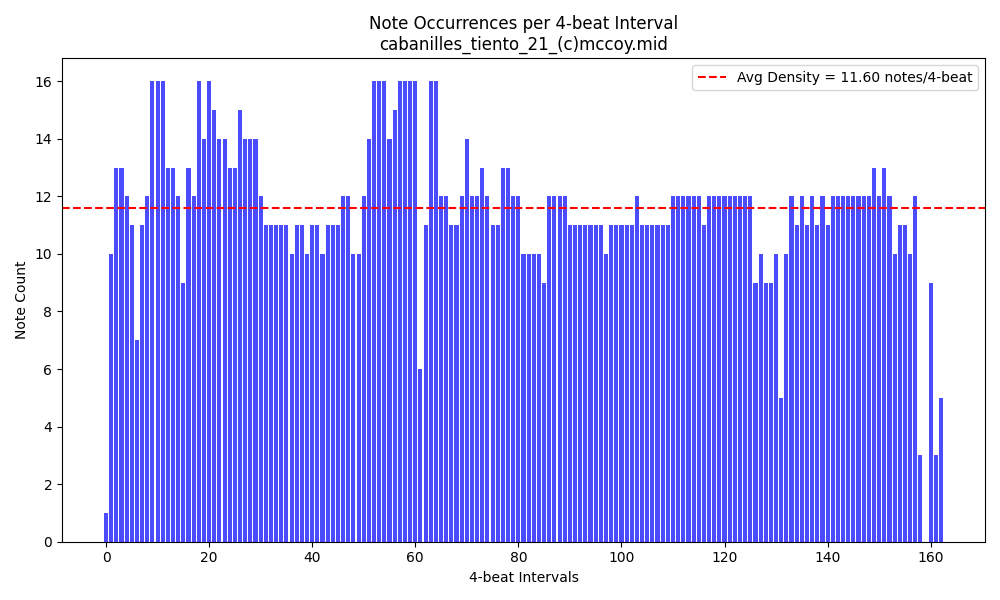 Note Occurrences per 4-beat Interval
cabanilles_tiento_21_(c)mccoy.mid
Avg Density = 11.60 notes/4-beat
Note Count
16
14
12
10
8
6
4
2
0
0 20 40 60 80 100 120 140 160
4-beat Intervals